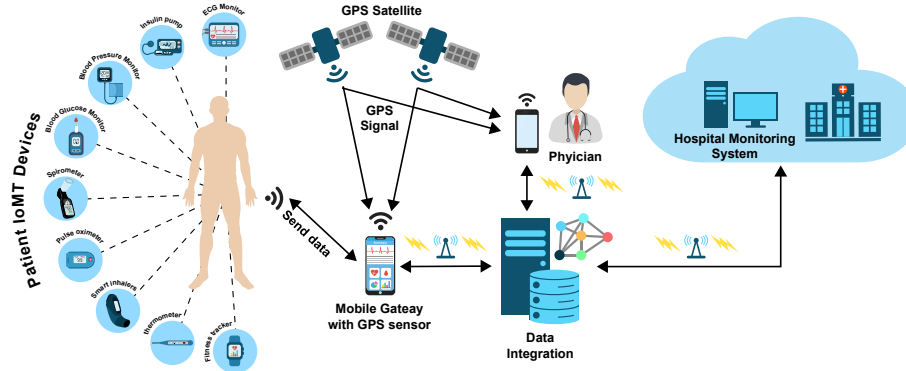 Patient IoMT Devices
ECG Monitor
Insulin pump
Blood Pressure Monitor
Blood Glucose Monitor
Spirometer
Pulse oximeter
Smart inhalers
thermometer
Fitness tracker
GPS Satellite
GPS
Signal
Send data
Mobile Gateay
with GPS sensor
Phyician
Data
Integration
Hospital Monitoring
System